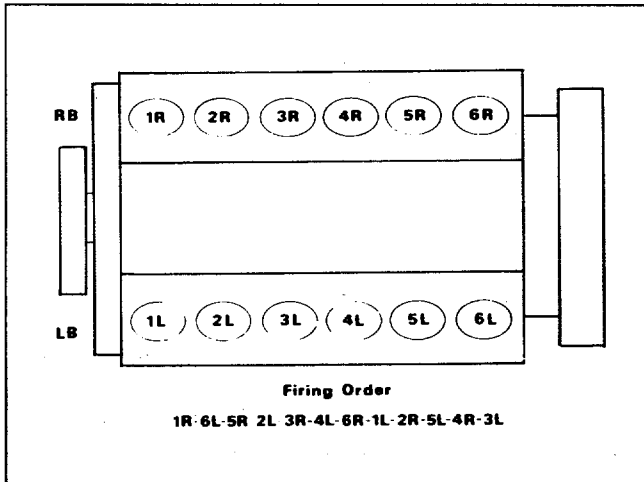 RB 1R 2R 3R 4R 5R 6R
LB 1L 2L 3L 4L 5L 6L
Firing Order
1R-6L-5R 2L 3R-4L-6R-1L-2R-5L-4R-3L